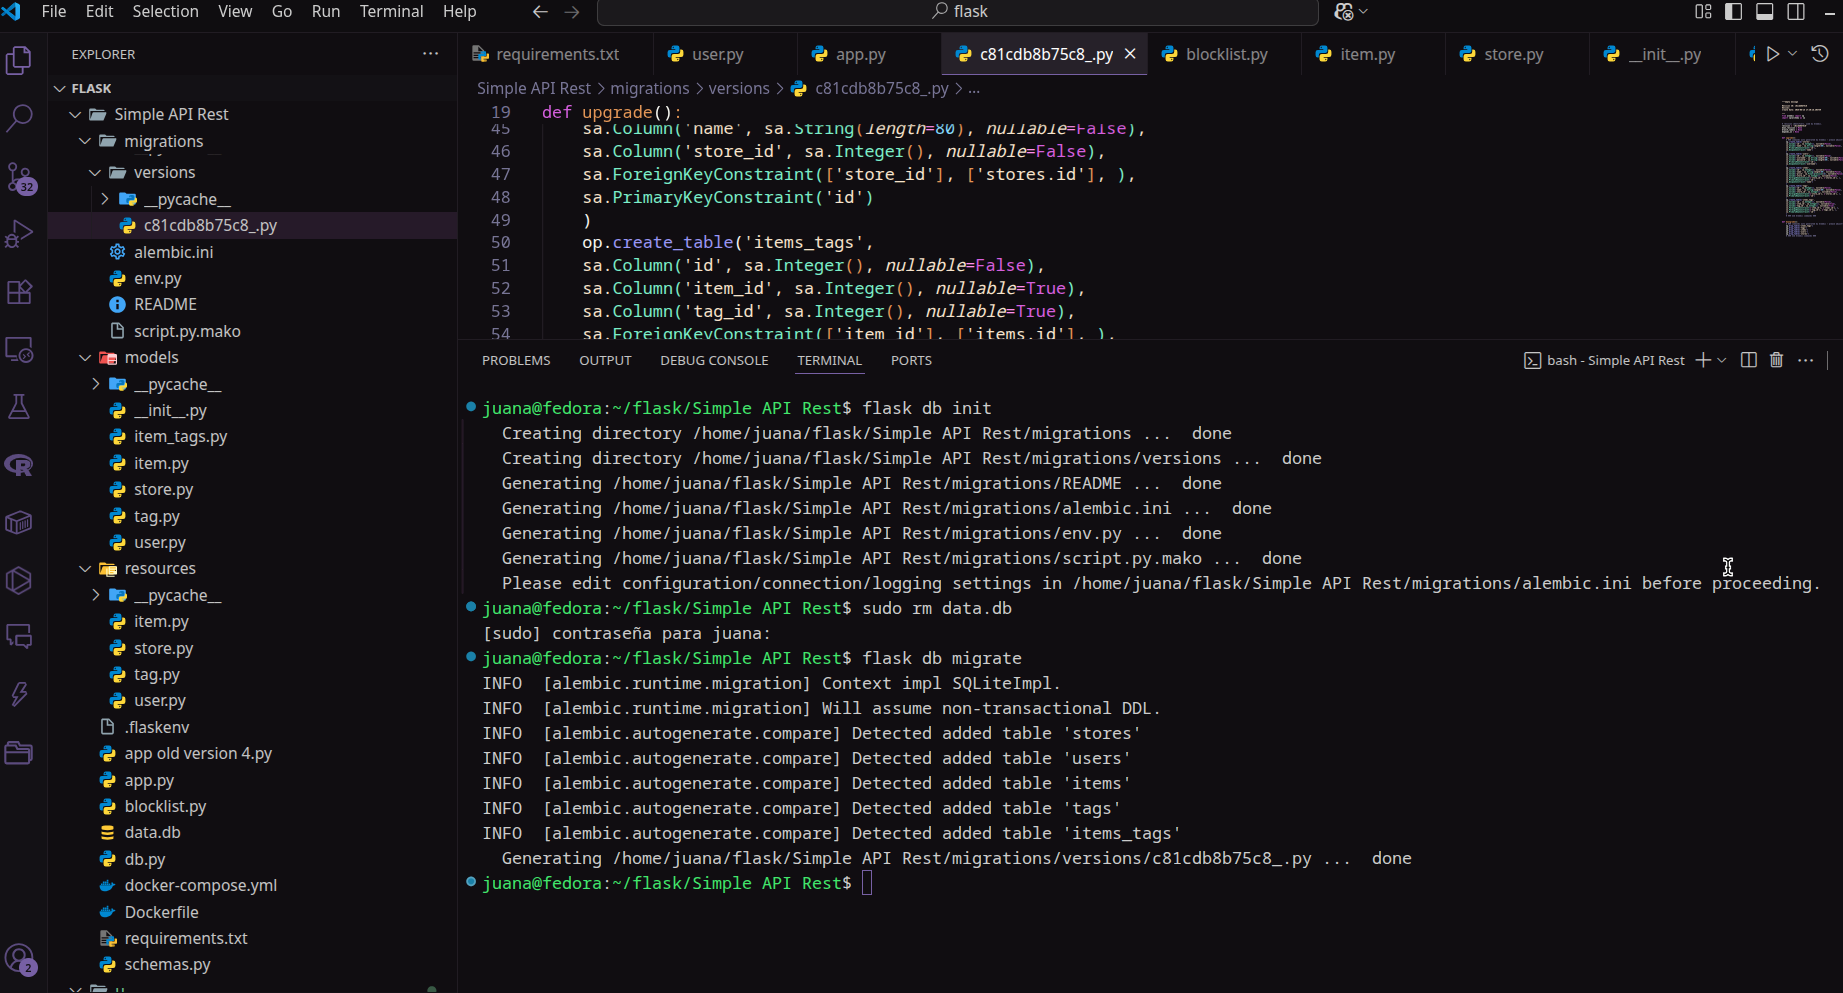 File Edit Selection View Go Run Terminal Help
flask
EXPLORER
FLASK
Simple API Rest
migrations
versions
__pycache__
c81cdb8b75c8_.py
alembic.ini
env.py
README
script.py.mako
models
__pycache__
__init__.py
item_tags.py
item.py
store.py
tag.py
user.py
resources
__pycache__
item.py
store.py
tag.py
user.py
.flaskenv
app old version 4.py
app.py
blocklist.py
data.db
db.py
docker-compose.yml
Dockerfile
requirements.txt
schemas.py
32
2
requirements.txt user.py app.py c81cdb8b75c8_.py blocklist.py item.py store.py __init__.py
Simple API Rest > migrations > versions > c81cdb8b75c8_.py > ...
19 def upgrade():
45 sa.Column('name', sa.String(length=80), nullable=False),
46 sa.Column('store_id', sa.Integer(), nullable=False),
47 sa.ForeignKeyConstraint(['store_id'], ['stores.id'], ),
48 sa.PrimaryKeyConstraint('id')
49 )
50 op.create_table('items_tags',
51 sa.Column('id', sa.Integer(), nullable=False),
52 sa.Column('item_id', sa.Integer(), nullable=True),
53 sa.Column('tag_id', sa.Integer(), nullable=True),
54 sa.ForeignKeyConstraint(['item_id'], ['items.id'], ),
PROBLEMS OUTPUT DEBUG CONSOLE TERMINAL PORTS
bash - Simple API Rest
juana@fedora:~/flask/Simple API Rest$ flask db init
Creating directory /home/juana/flask/Simple API Rest/migrations ... done
Creating directory /home/juana/flask/Simple API Rest/migrations/versions ... done
Generating /home/juana/flask/Simple API Rest/migrations/README ... done
Generating /home/juana/flask/Simple API Rest/migrations/alembic.ini ... done
Generating /home/juana/flask/Simple API Rest/migrations/env.py ... done
Generating /home/juana/flask/Simple API Rest/migrations/script.py.mako ... done
Please edit configuration/connection/logging settings in /home/juana/flask/Simple API Rest/migrations/alembic.ini before proceeding.
juana@fedora:~/flask/Simple API Rest$ sudo rm data.db
[sudo] contraseña para juana:
juana@fedora:~/flask/Simple API Rest$ flask db migrate
INFO [alembic.runtime.migration] Context impl SQLiteImpl.
INFO [alembic.runtime.migration] Will assume non-transactional DDL.
INFO [alembic.autogenerate.compare] Detected added table 'stores'
INFO [alembic.autogenerate.compare] Detected added table 'users'
INFO [alembic.autogenerate.compare] Detected added table 'items'
INFO [alembic.autogenerate.compare] Detected added table 'tags'
INFO [alembic.autogenerate.compare] Detected added table 'items_tags'
Generating /home/juana/flask/Simple API Rest/migrations/versions/c81cdb8b75c8_.py ... done
juana@fedora:~/flask/Simple API Rest$